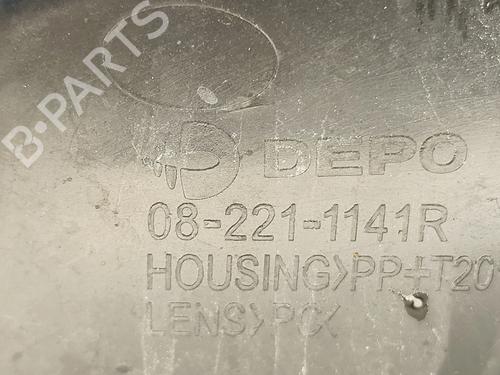 B-PARTS
DEPO
08-221-1141R
HOUSING>PP+T20
LENS>PC<